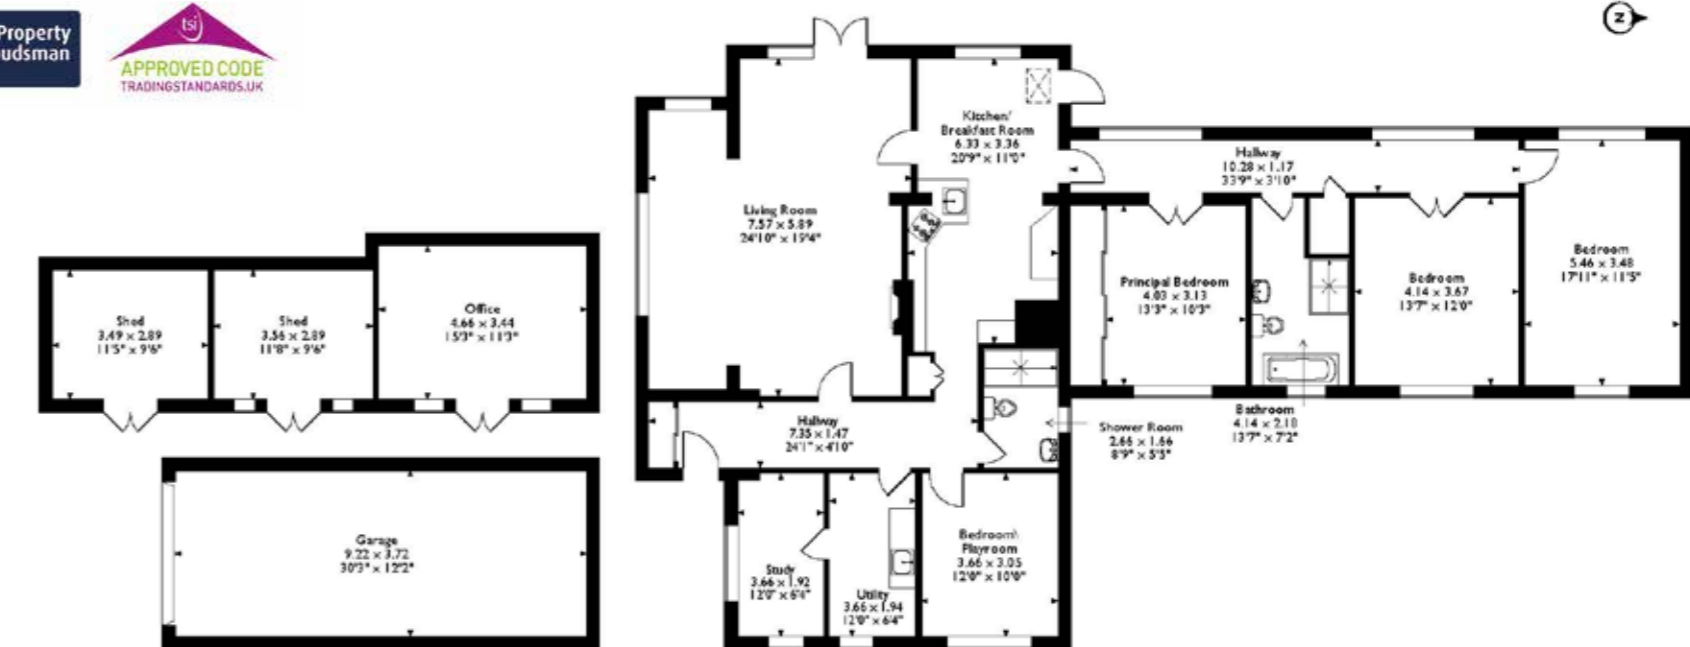 Property
udsman
tsi
APPROVED CODE
TRADINGSTANDARDS.UK
N
Kitchen/
Breakfast Room
6.33 x 3.36
20'9" x 11'0"
Hallway
10.28 x 1.17
33'9" x 3'10"
Living Room
7.57 x 5.89
24'10" x 19'4"
Principal Bedroom
4.03 x 3.13
13'3" x 10'3"
Bedroom
4.14 x 3.67
13'7" x 12'0"
Bedroom
5.46 x 3.48
17'11" x 11'5"
Shed
3.49 x 2.89
11'5" x 9'6"
Shed
3.56 x 2.89
11'8" x 9'6"
Office
4.66 x 3.44
15'3" x 11'3"
Hallway
7.35 x 1.47
24'1" x 4'10"
Shower Room
2.66 x 1.66
8'9" x 5'5"
Bathroom
4.14 x 2.18
13'7" x 7'2"
Garage
9.22 x 3.72
30'3" x 12'2"
Study
3.66 x 1.92
12'0" x 6'4"
Utility
3.66 x 1.94
12'0" x 6'4"
Bedroom\
Playroom
3.66 x 3.05
12'0" x 10'0"